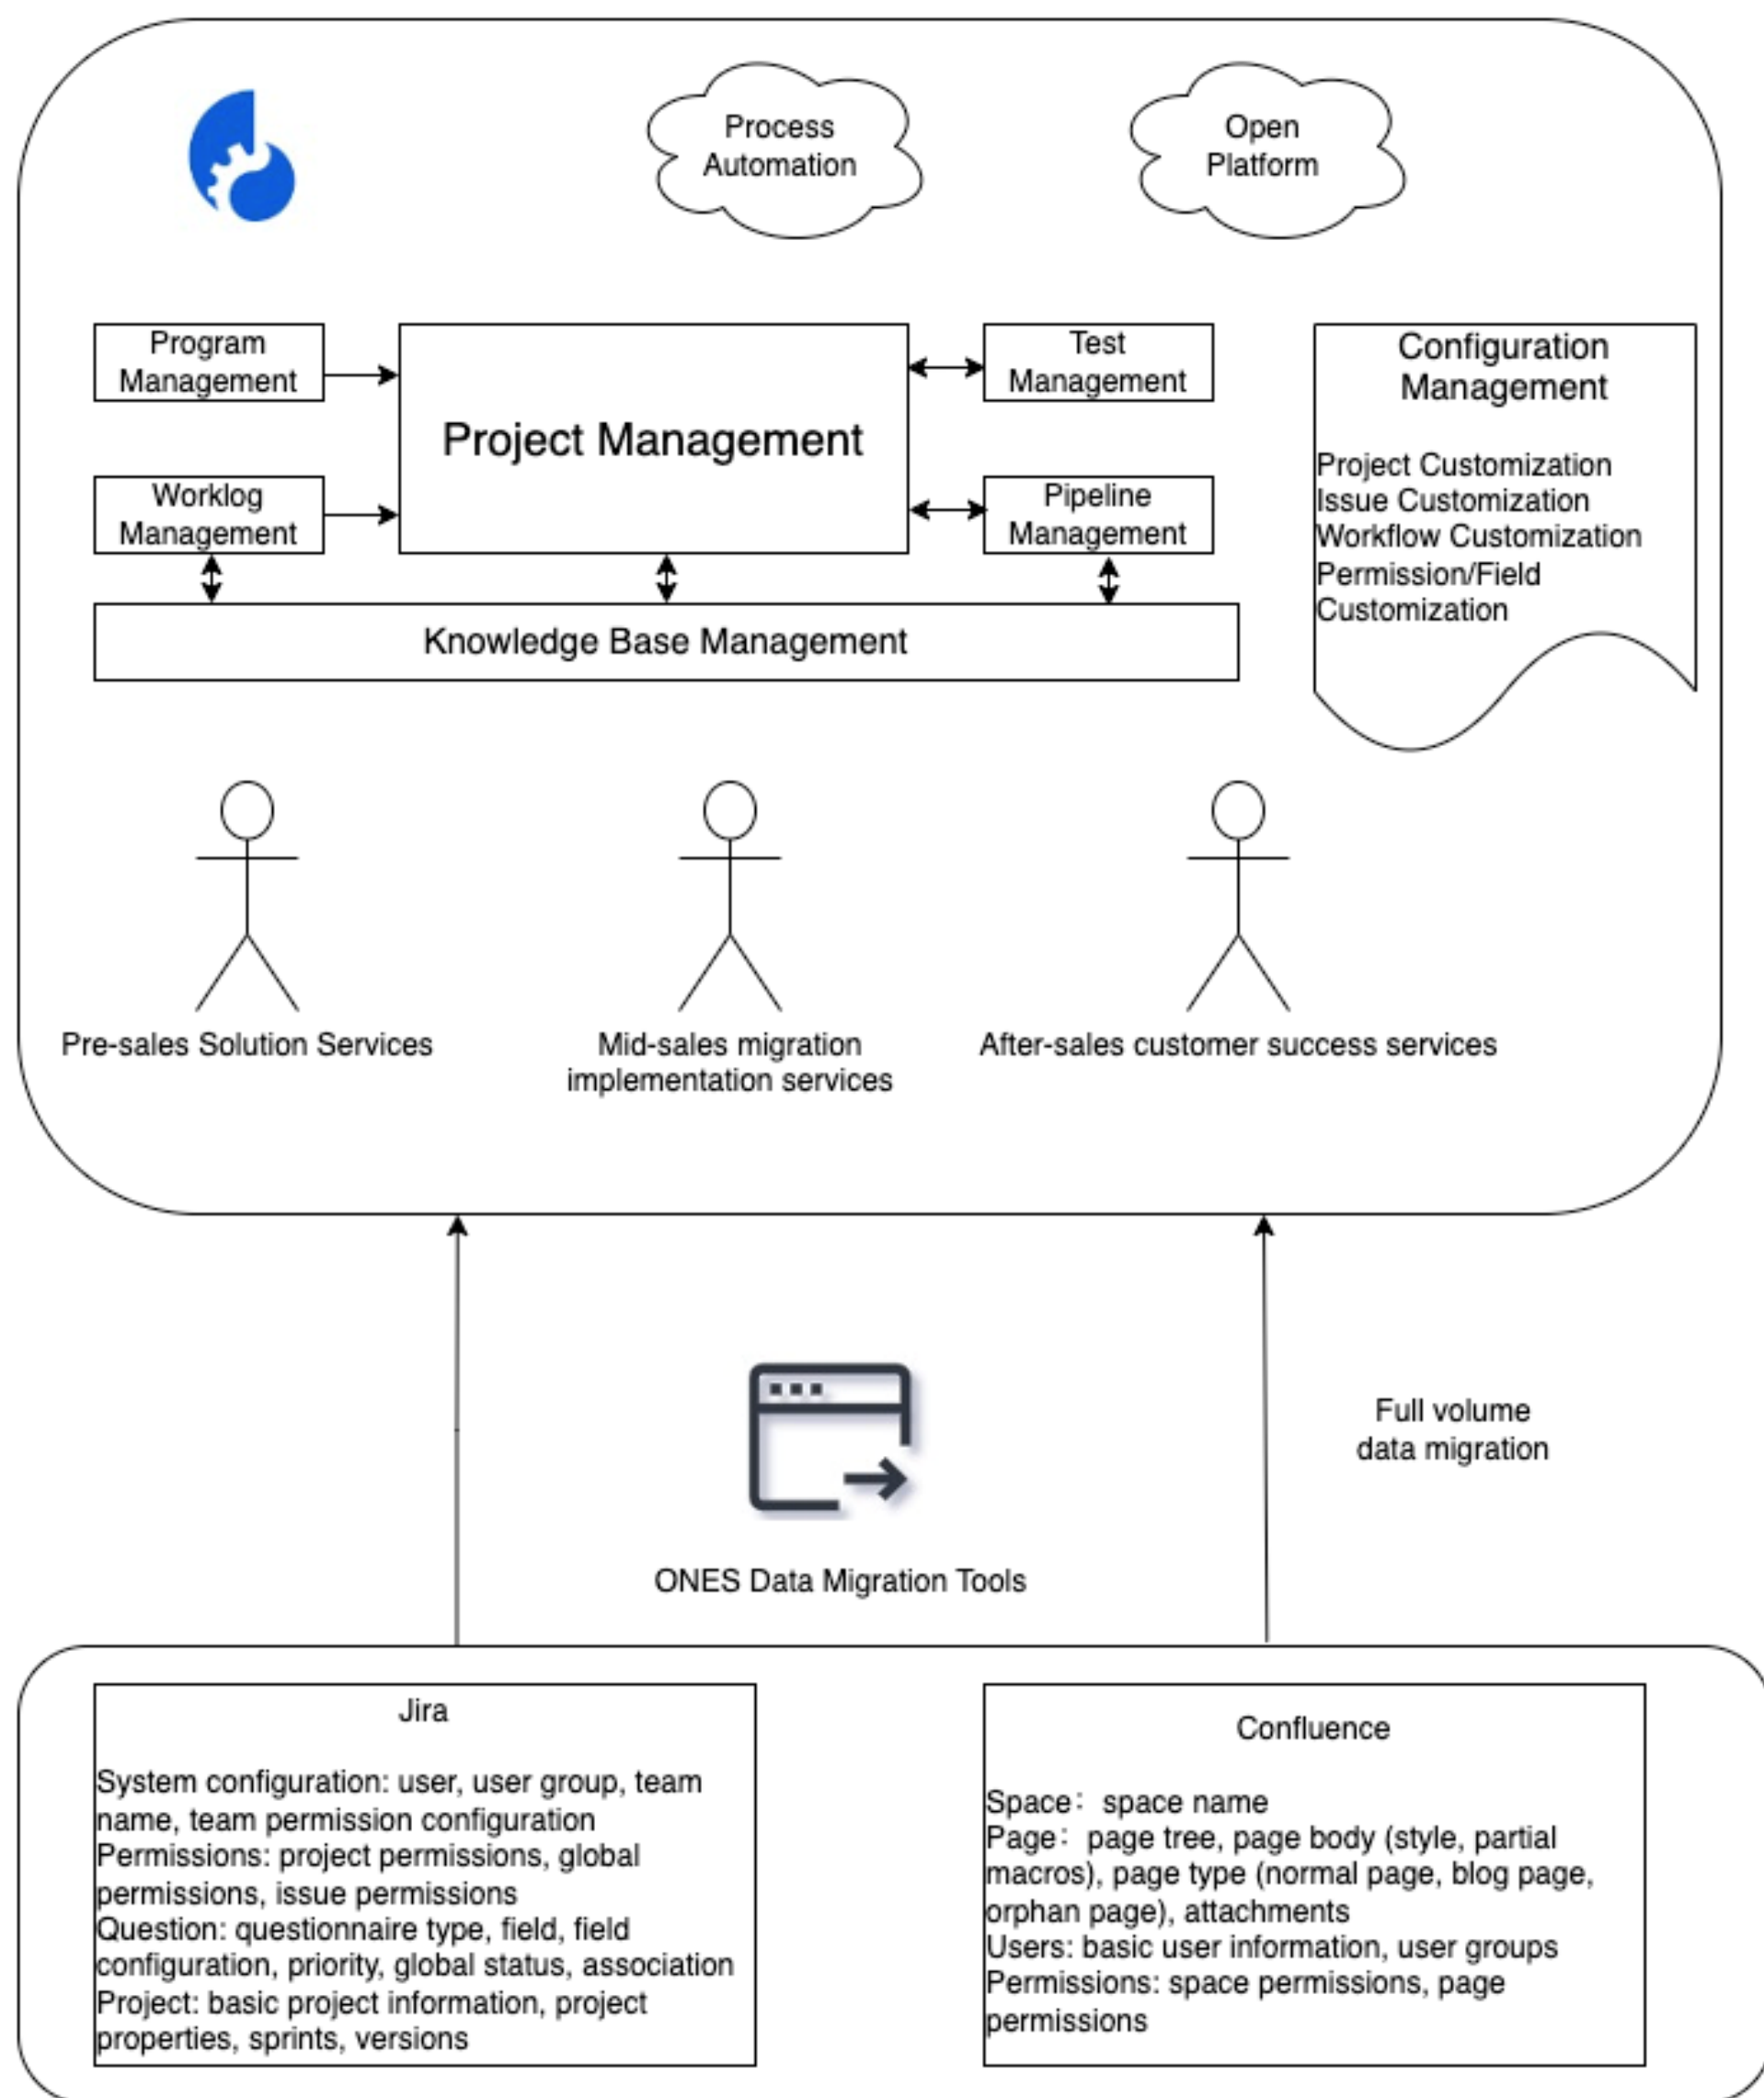 Process
Automation
Open
Platform
Program
Management
Project Management
Test
Management
Configuration
Management
Project Customization
Issue Customization
Workflow Customization
Permission/Field
Customization
Worklog
Management
Pipeline
Management
Knowledge Base Management
Pre-sales Solution Services
Mid-sales migration
implementation services
After-sales customer success services
Full volume
data migration
ONES Data Migration Tools
Jira
System configuration: user, user group, team
name, team permission configuration
Permissions: project permissions, global
permissions, issue permissions
Question: questionnaire type, field, field
configuration, priority, global status, association
Project: basic project information, project
properties, sprints, versions
Confluence
Space：space name
Page：page tree, page body (style, partial
macros), page type (normal page, blog page,
orphan page), attachments
Users: basic user information, user groups
Permissions: space permissions, page
permissions